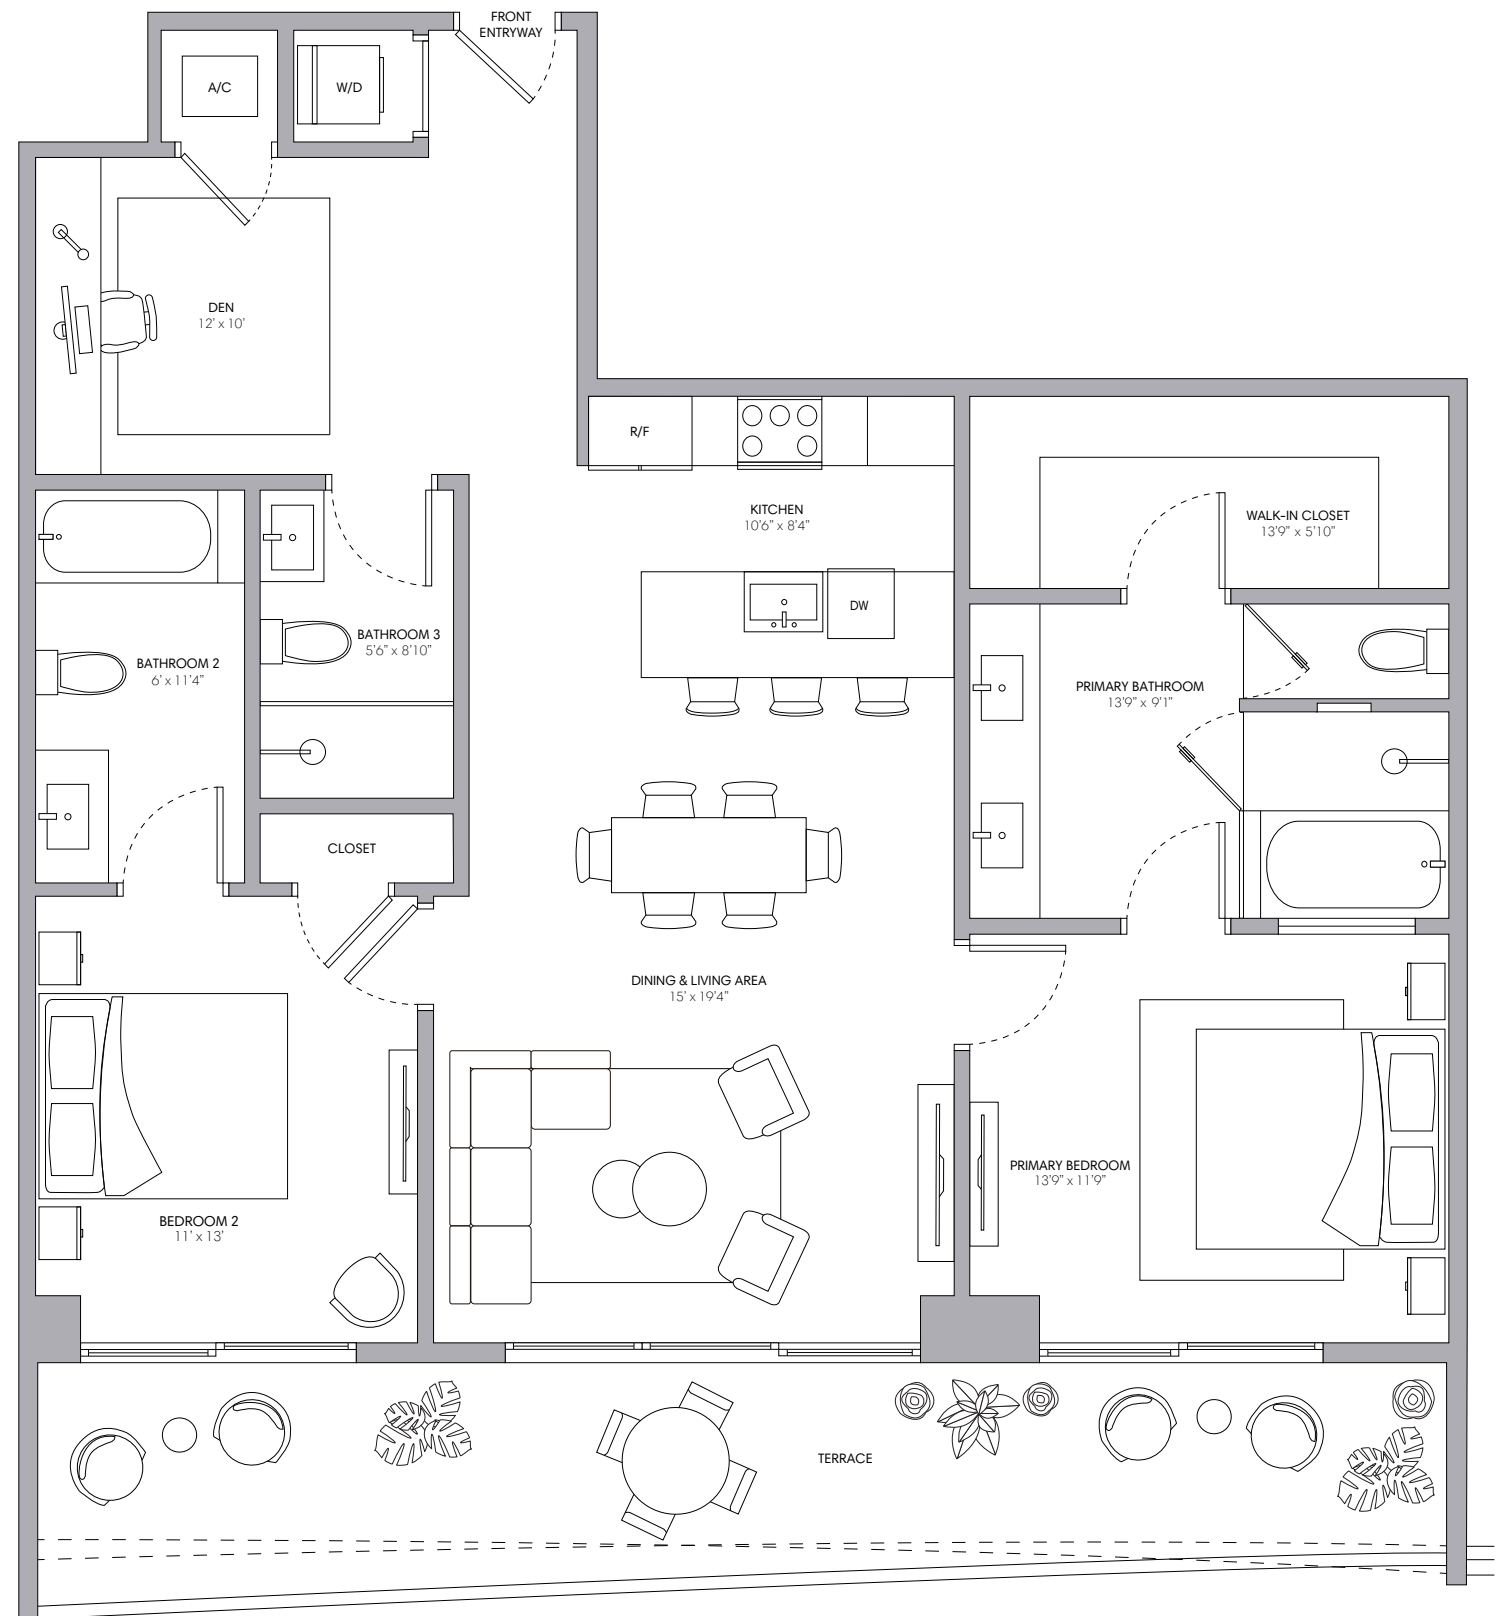 FRONT
ENTRYWAY
A/C
W/D
DEN
12' x 10'
R/F
KITCHEN
10'6" x 8'4"
WALK-IN CLOSET
13'9" x 5'10"
DW
BATHROOM 3
5'6" x 8'10"
BATHROOM 2
6' x 11'4"
PRIMARY BATHROOM
13'9" x 9'1"
CLOSET
DINING & LIVING AREA
15' x 19'4"
PRIMARY BEDROOM
13'9" x 11'9"
BEDROOM 2
11' x 13'
TERRACE